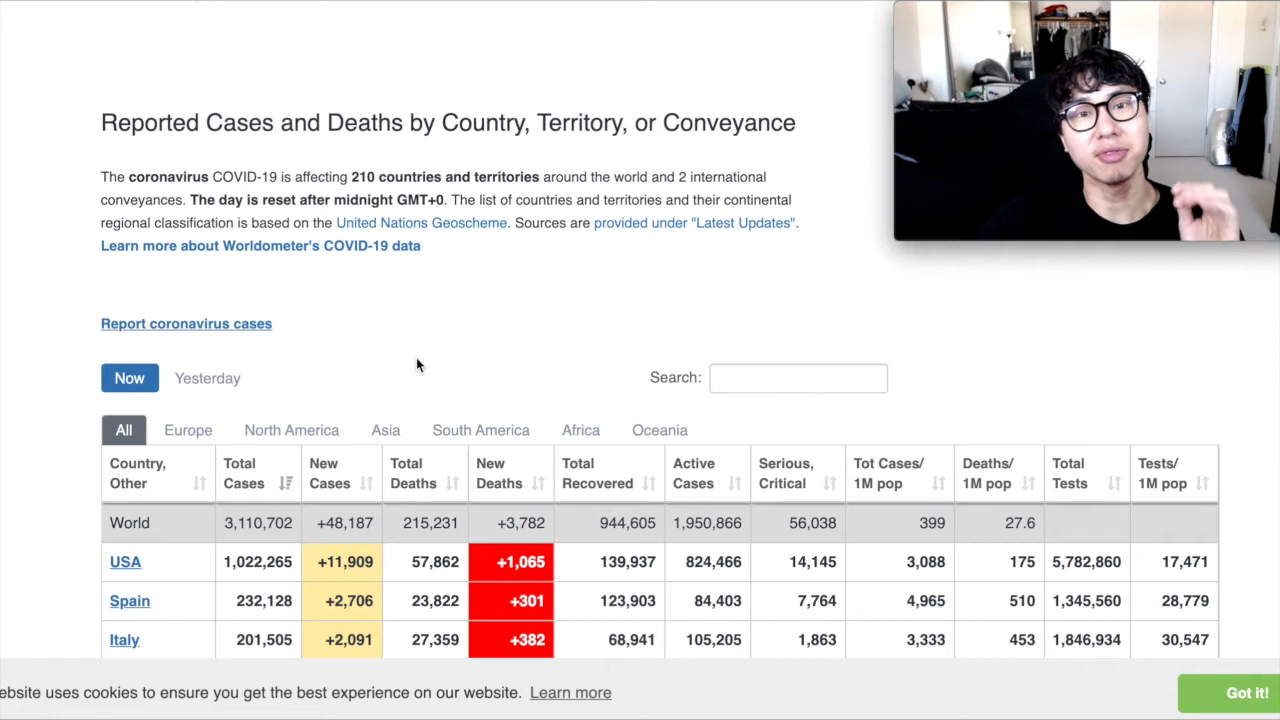 Reported Cases and Deaths by Country, Territory, or Conveyance
The coronavirus COVID-19 is affecting 210 countries and territories around the world and 2 international
conveyances. The day is reset after midnight GMT+0. The list of countries and territories and their continental
regional classification is based on the United Nations Geoscheme. Sources are provided under "Latest Updates".
Learn more about Worldometer's COVID-19 data
Report coronavirus cases
Now Yesterday Search:
All Europe North America Asia South America Africa Oceania
Country, Total New Total New Total Active Serious, Tot Cases/ Deaths/ Total Tests/
Other Cases Cases Deaths Deaths Recovered Cases Critical 1M pop 1M pop Tests 1M pop
World 3,110,702 +48,187 215,231 +3,782 944,605 1,950,866 56,038 399 27.6
USA 1,022,265 +11,909 57,862 +1,065 139,937 824,466 14,145 3,088 175 5,782,860 17,471
Spain 232,128 +2,706 23,822 +301 123,903 84,403 7,764 4,965 510 1,345,560 28,779
Italy 201,505 +2,091 27,359 +382 68,941 105,205 1,863 3,333 453 1,846,934 30,547
ebsite uses cookies to ensure you get the best experience on our website. Learn more Got it!